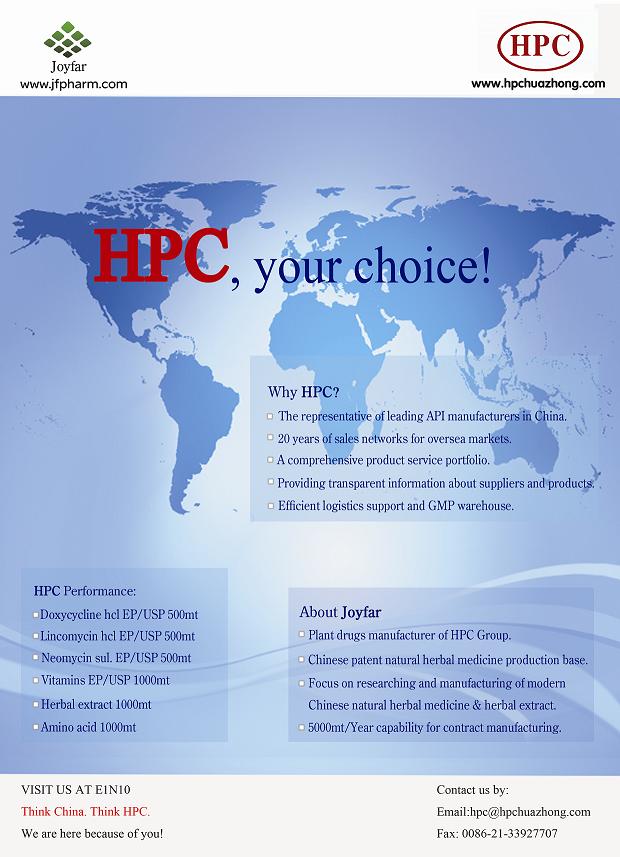 Joyfar
www.jfpharm.com
HPC
www.hpchuazhong.com
HPC, your choice!
Why HPC?
The representative of leading API manufacturers in China.
20 years of sales networks for oversea markets.
A comprehensive product service portfolio.
Providing transparent information about suppliers and products.
Efficient logistics support and GMP warehouse.
HPC Performance:
Doxycycline hcl EP/USP 500mt
Lincomycin hcl EP/USP 500mt
Neomycin sul. EP/USP 500mt
Vitamins EP/USP 1000mt
Herbal extract 1000mt
Amino acid 1000mt
About Joyfar
Plant drugs manufacturer of HPC Group.
Chinese patent natural herbal medicine production base.
Focus on researching and manufacturing of modern
Chinese natural herbal medicine & herbal extract.
5000mt/Year capability for contract manufacturing.
VISIT US AT E1N10
Think China. Think HPC.
We are here because of you!
Contact us by:
Email:hpc@hpchuazhong.com
Fax: 0086-21-33927707